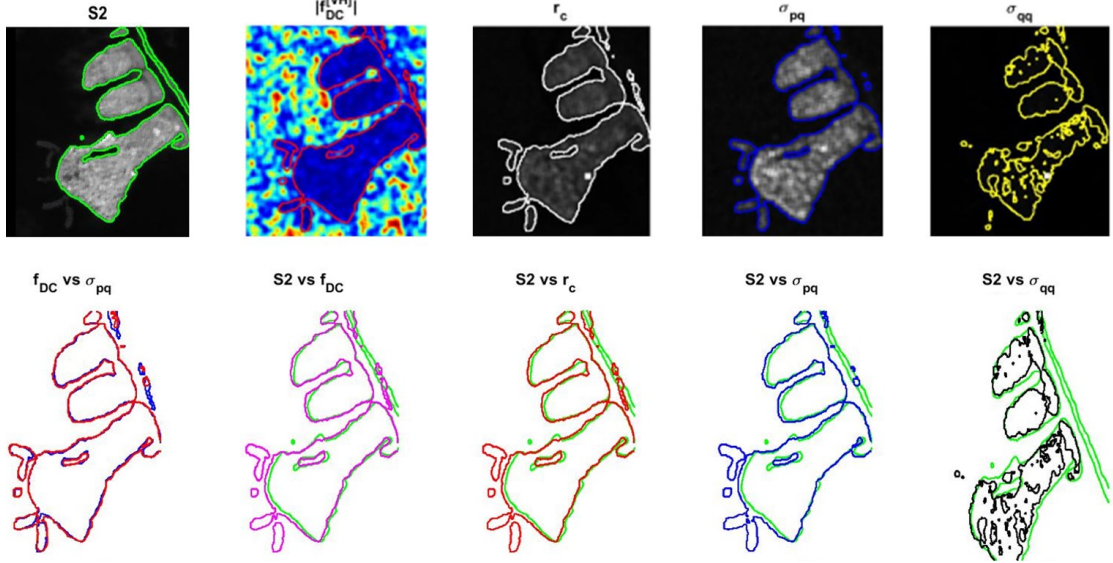 S2 |f_DC^[VH]| r_c σ_pq σ_qq
f_DC vs σ_pq S2 vs f_DC S2 vs r_c S2 vs σ_pq S2 vs σ_qq